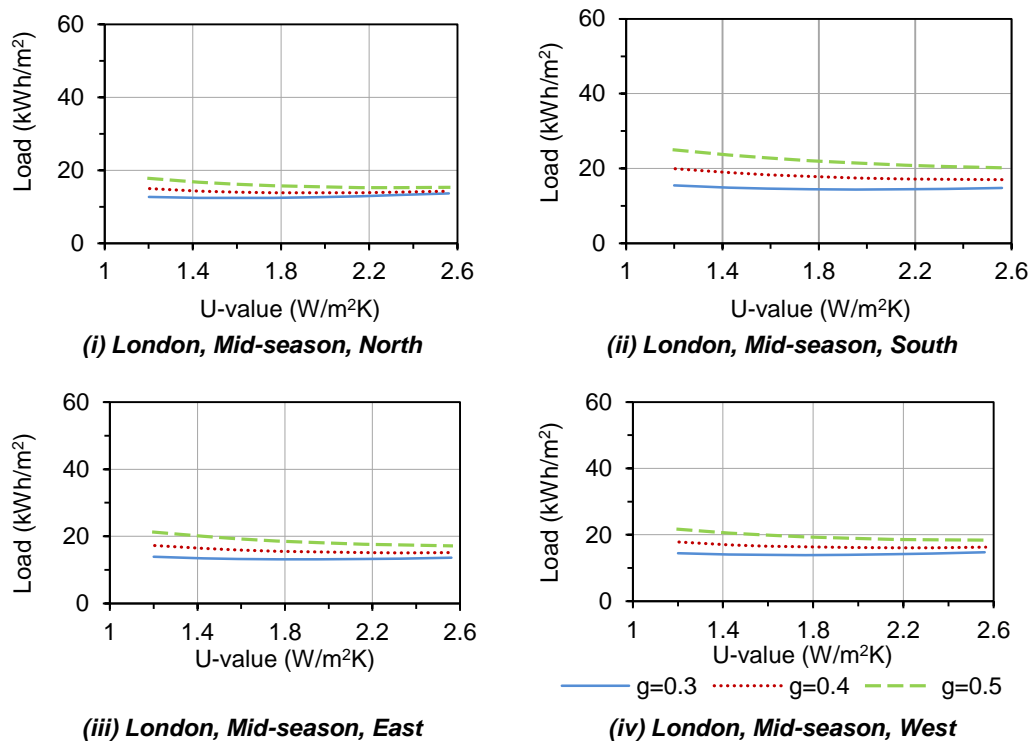 60
40
20
0
Load (kWh/m²)
1 1.4 1.8 2.2 2.6
U-value (W/m²K)
(i) London, Mid-season, North
60
40
20
0
Load (kWh/m²)
1 1.4 1.8 2.2 2.6
U-value (W/m²K)
(ii) London, Mid-season, South
60
40
20
0
Load (kWh/m²)
1 1.4 1.8 2.2 2.6
U-value (W/m²K)
(iii) London, Mid-season, East
60
40
20
0
Load (kWh/m²)
1 1.4 1.8 2.2 2.6
U-value (W/m²K)
g=0.3 g=0.4 g=0.5
(iv) London, Mid-season, West